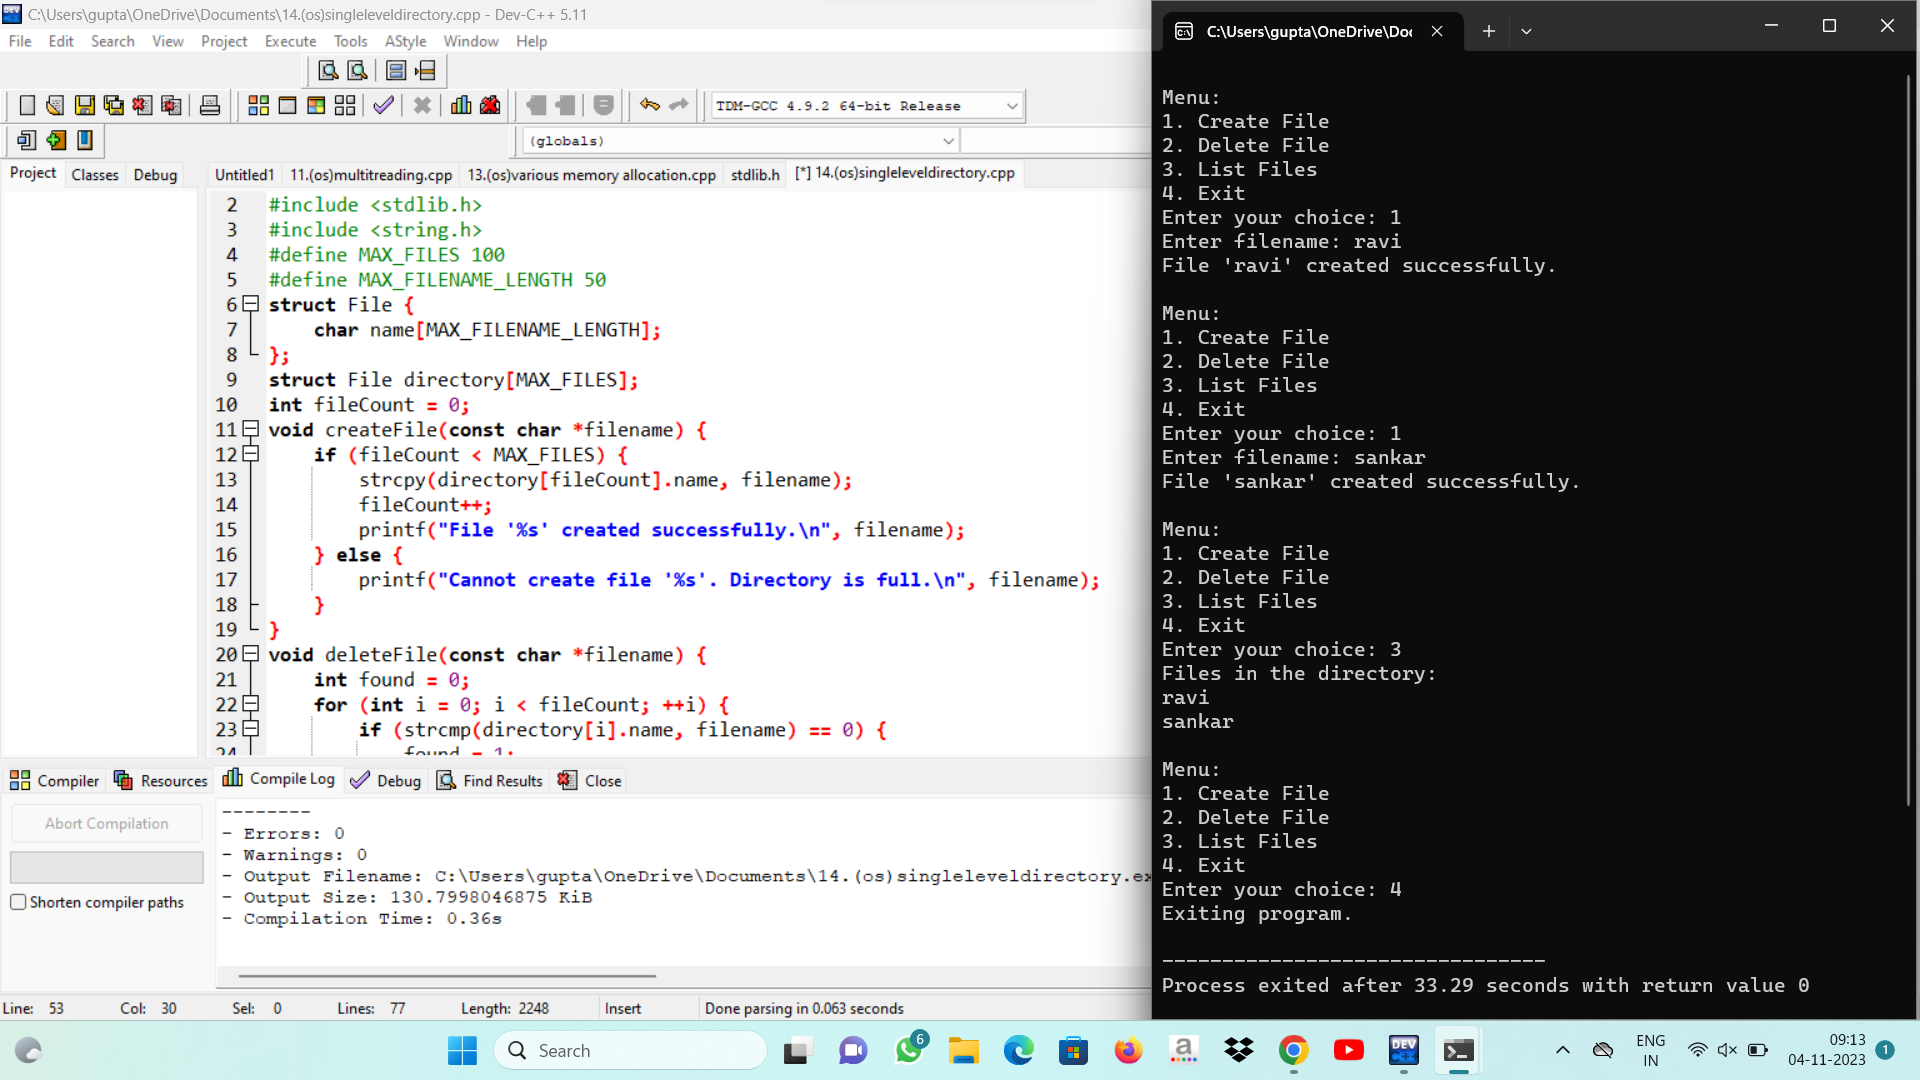 C:\Users\gupta\OneDrive\Documents\14.(os)singleleveldirectory.cpp - Dev-C++ 5.11
File Edit Search View Project Execute Tools AStyle Window Help
TDM-GCC 4.9.2 64-bit Release
(globals)
Project Classes Debug
Untitled1 11.(os)multitreading.cpp 13.(os)various memory allocation.cpp stdlib.h [*] 14.(os)singleleveldirectory.cpp
2 #include <stdlib.h>
3 #include <string.h>
4 #define MAX_FILES 100
5 #define MAX_FILENAME_LENGTH 50
6 struct File {
7 char name[MAX_FILENAME_LENGTH];
8 };
9 struct File directory[MAX_FILES];
10 int fileCount = 0;
11 void createFile(const char *filename) {
12 if (fileCount < MAX_FILES) {
13 strcpy(directory[fileCount].name, filename);
14 fileCount++;
15 printf("File '%s' created successfully.\n", filename);
16 } else {
17 printf("Cannot create file '%s'. Directory is full.\n", filename);
18 }
19 }
20 void deleteFile(const char *filename) {
21 int found = 0;
22 for (int i = 0; i < fileCount; ++i) {
23 if (strcmp(directory[i].name, filename) == 0) {
24 found = 1;
Compiler Resources Compile Log Debug Find Results Close
Abort Compilation
Shorten compiler paths
--------
- Errors: 0
- Warnings: 0
- Output Filename: C:\Users\gupta\OneDrive\Documents\14.(os)singleleveldirectory.ex
- Output Size: 130.7998046875 KiB
- Compilation Time: 0.36s
Line: 53 Col: 30 Sel: 0 Lines: 77 Length: 2248 Insert Done parsing in 0.063 seconds
C:\Users\gupta\OneDrive\Doc
Menu:
1. Create File
2. Delete File
3. List Files
4. Exit
Enter your choice: 1
Enter filename: ravi
File 'ravi' created successfully.
Menu:
1. Create File
2. Delete File
3. List Files
4. Exit
Enter your choice: 1
Enter filename: sankar
File 'sankar' created successfully.
Menu:
1. Create File
2. Delete File
3. List Files
4. Exit
Enter your choice: 3
Files in the directory:
ravi
sankar
Menu:
1. Create File
2. Delete File
3. List Files
4. Exit
Enter your choice: 4
Exiting program.
--------------------------------
Process exited after 33.29 seconds with return value 0
Search
6
a
DEV
C++
ENG
IN
09:13
04-11-2023
1